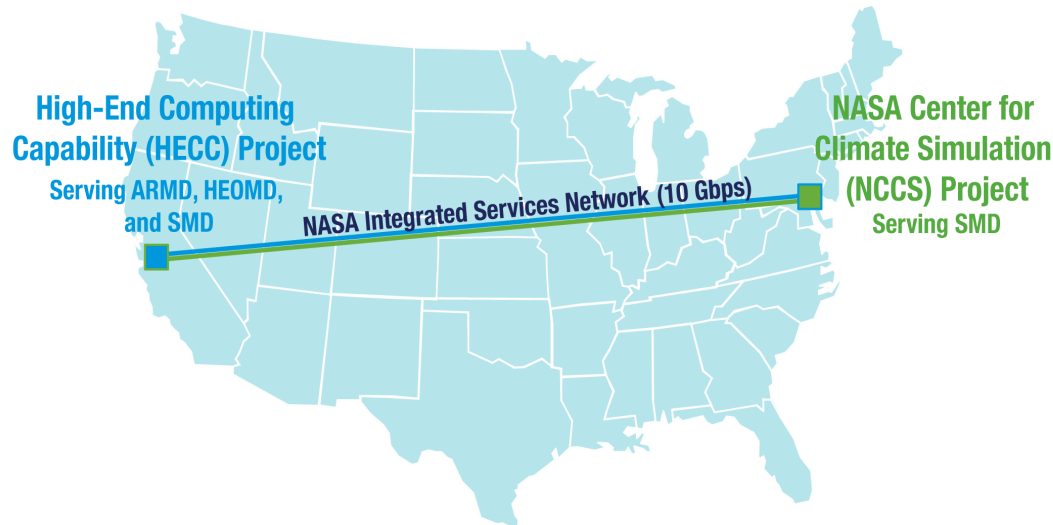 High-End Computing
Capability (HECC) Project
Serving ARMD, HEOMD,
and SMD
NASA Integrated Services Network (10 Gbps)
NASA Center for
Climate Simulation
(NCCS) Project
Serving SMD